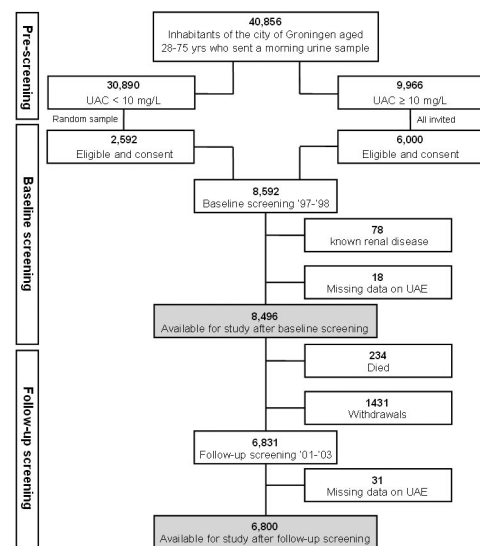 Pre-screening
40,856
Inhabitants of the city of Groningen aged
28-75 yrs who sent a morning urine sample
30,890
UAC < 10 mg/L
9,966
UAC ≥ 10 mg/L
Random sample
All invited
2,592
Eligible and consent
6,000
Eligible and consent
Baseline screening
8,592
Baseline screening '97-'98
78
known renal disease
18
Missing data on UAE
8,496
Available for study after baseline screening
Follow-up screening
234
Died
1431
Withdrawals
6,831
Follow-up screening '01-'03
31
Missing data on UAE
6,800
Available for study after follow-up screening